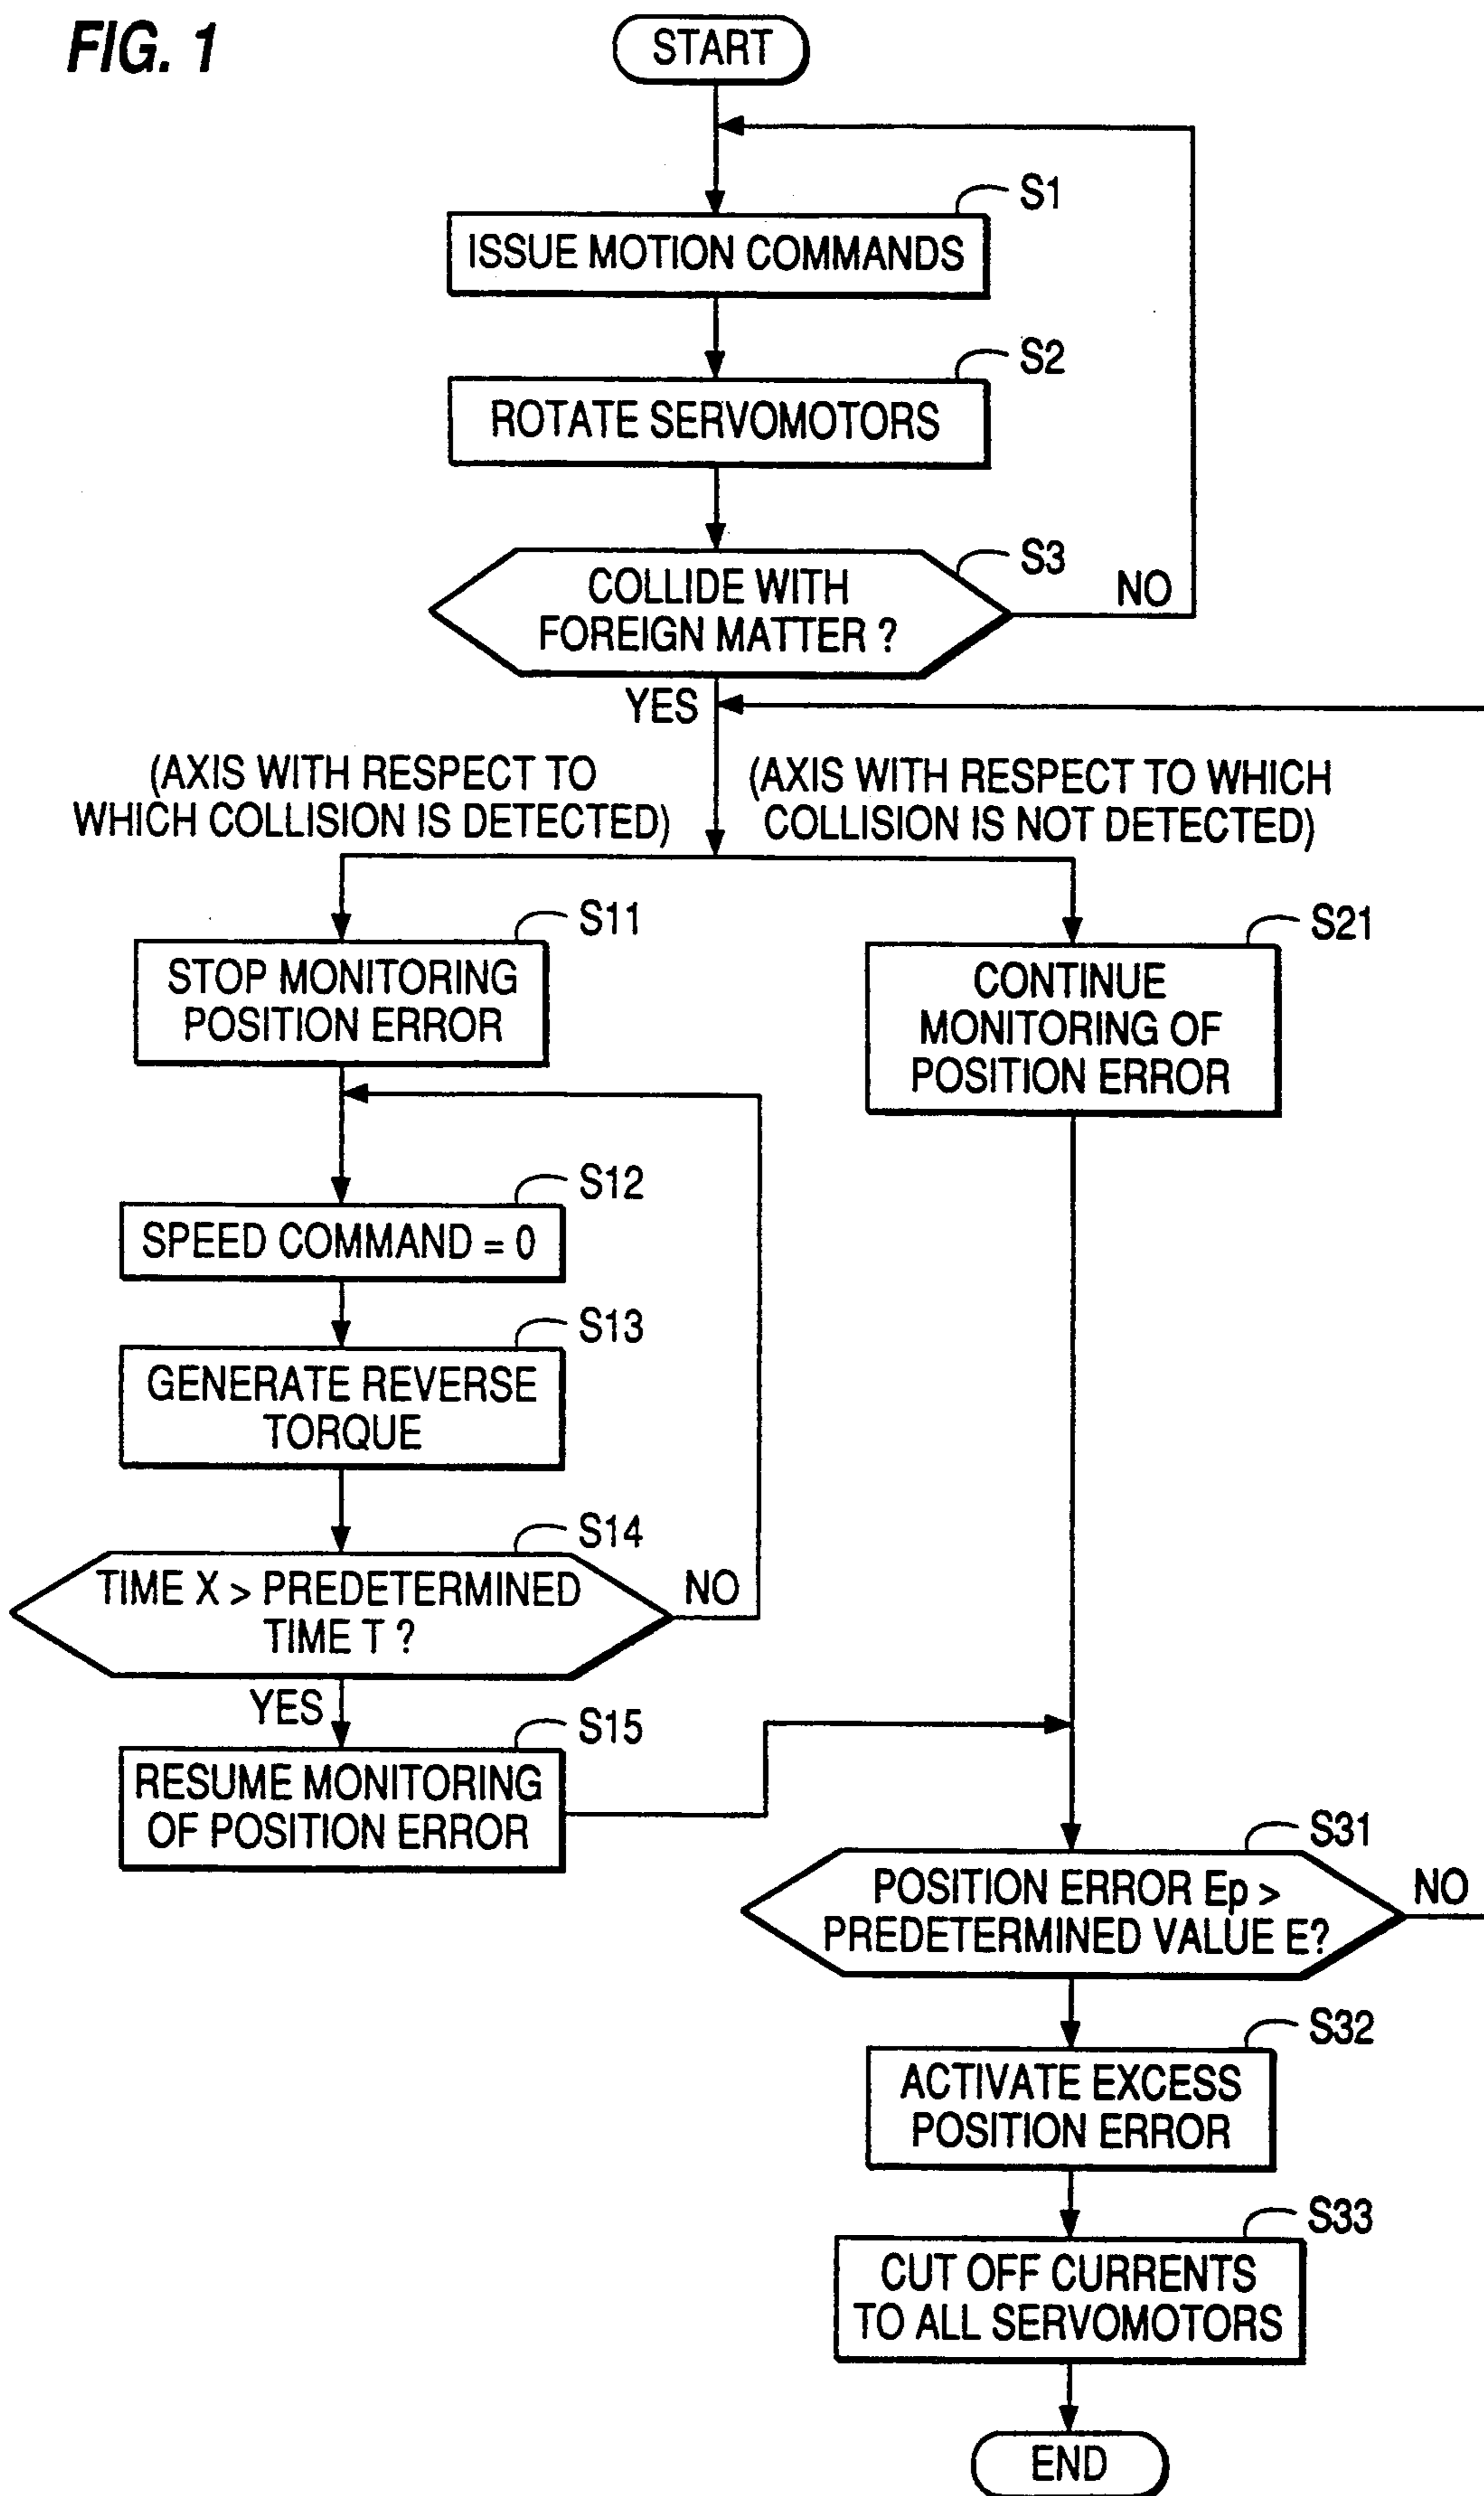 FIG. 1
START
S1
ISSUE MOTION COMMANDS
S2
ROTATE SERVOMOTORS
S3
COLLIDE WITH
FOREIGN MATTER ?
NO
YES
(AXIS WITH RESPECT TO
WHICH COLLISION IS DETECTED)
(AXIS WITH RESPECT TO WHICH
COLLISION IS NOT DETECTED)
S11
STOP MONITORING
POSITION ERROR
S21
CONTINUE
MONITORING OF
POSITION ERROR
S12
SPEED COMMAND = 0
S13
GENERATE REVERSE
TORQUE
S14
TIME X > PREDETERMINED
TIME T ?
NO
YES
S15
RESUME MONITORING
OF POSITION ERROR
S31
POSITION ERROR Ep >
PREDETERMINED VALUE E?
NO
S32
ACTIVATE EXCESS
POSITION ERROR
S33
CUT OFF CURRENTS
TO ALL SERVOMOTORS
END